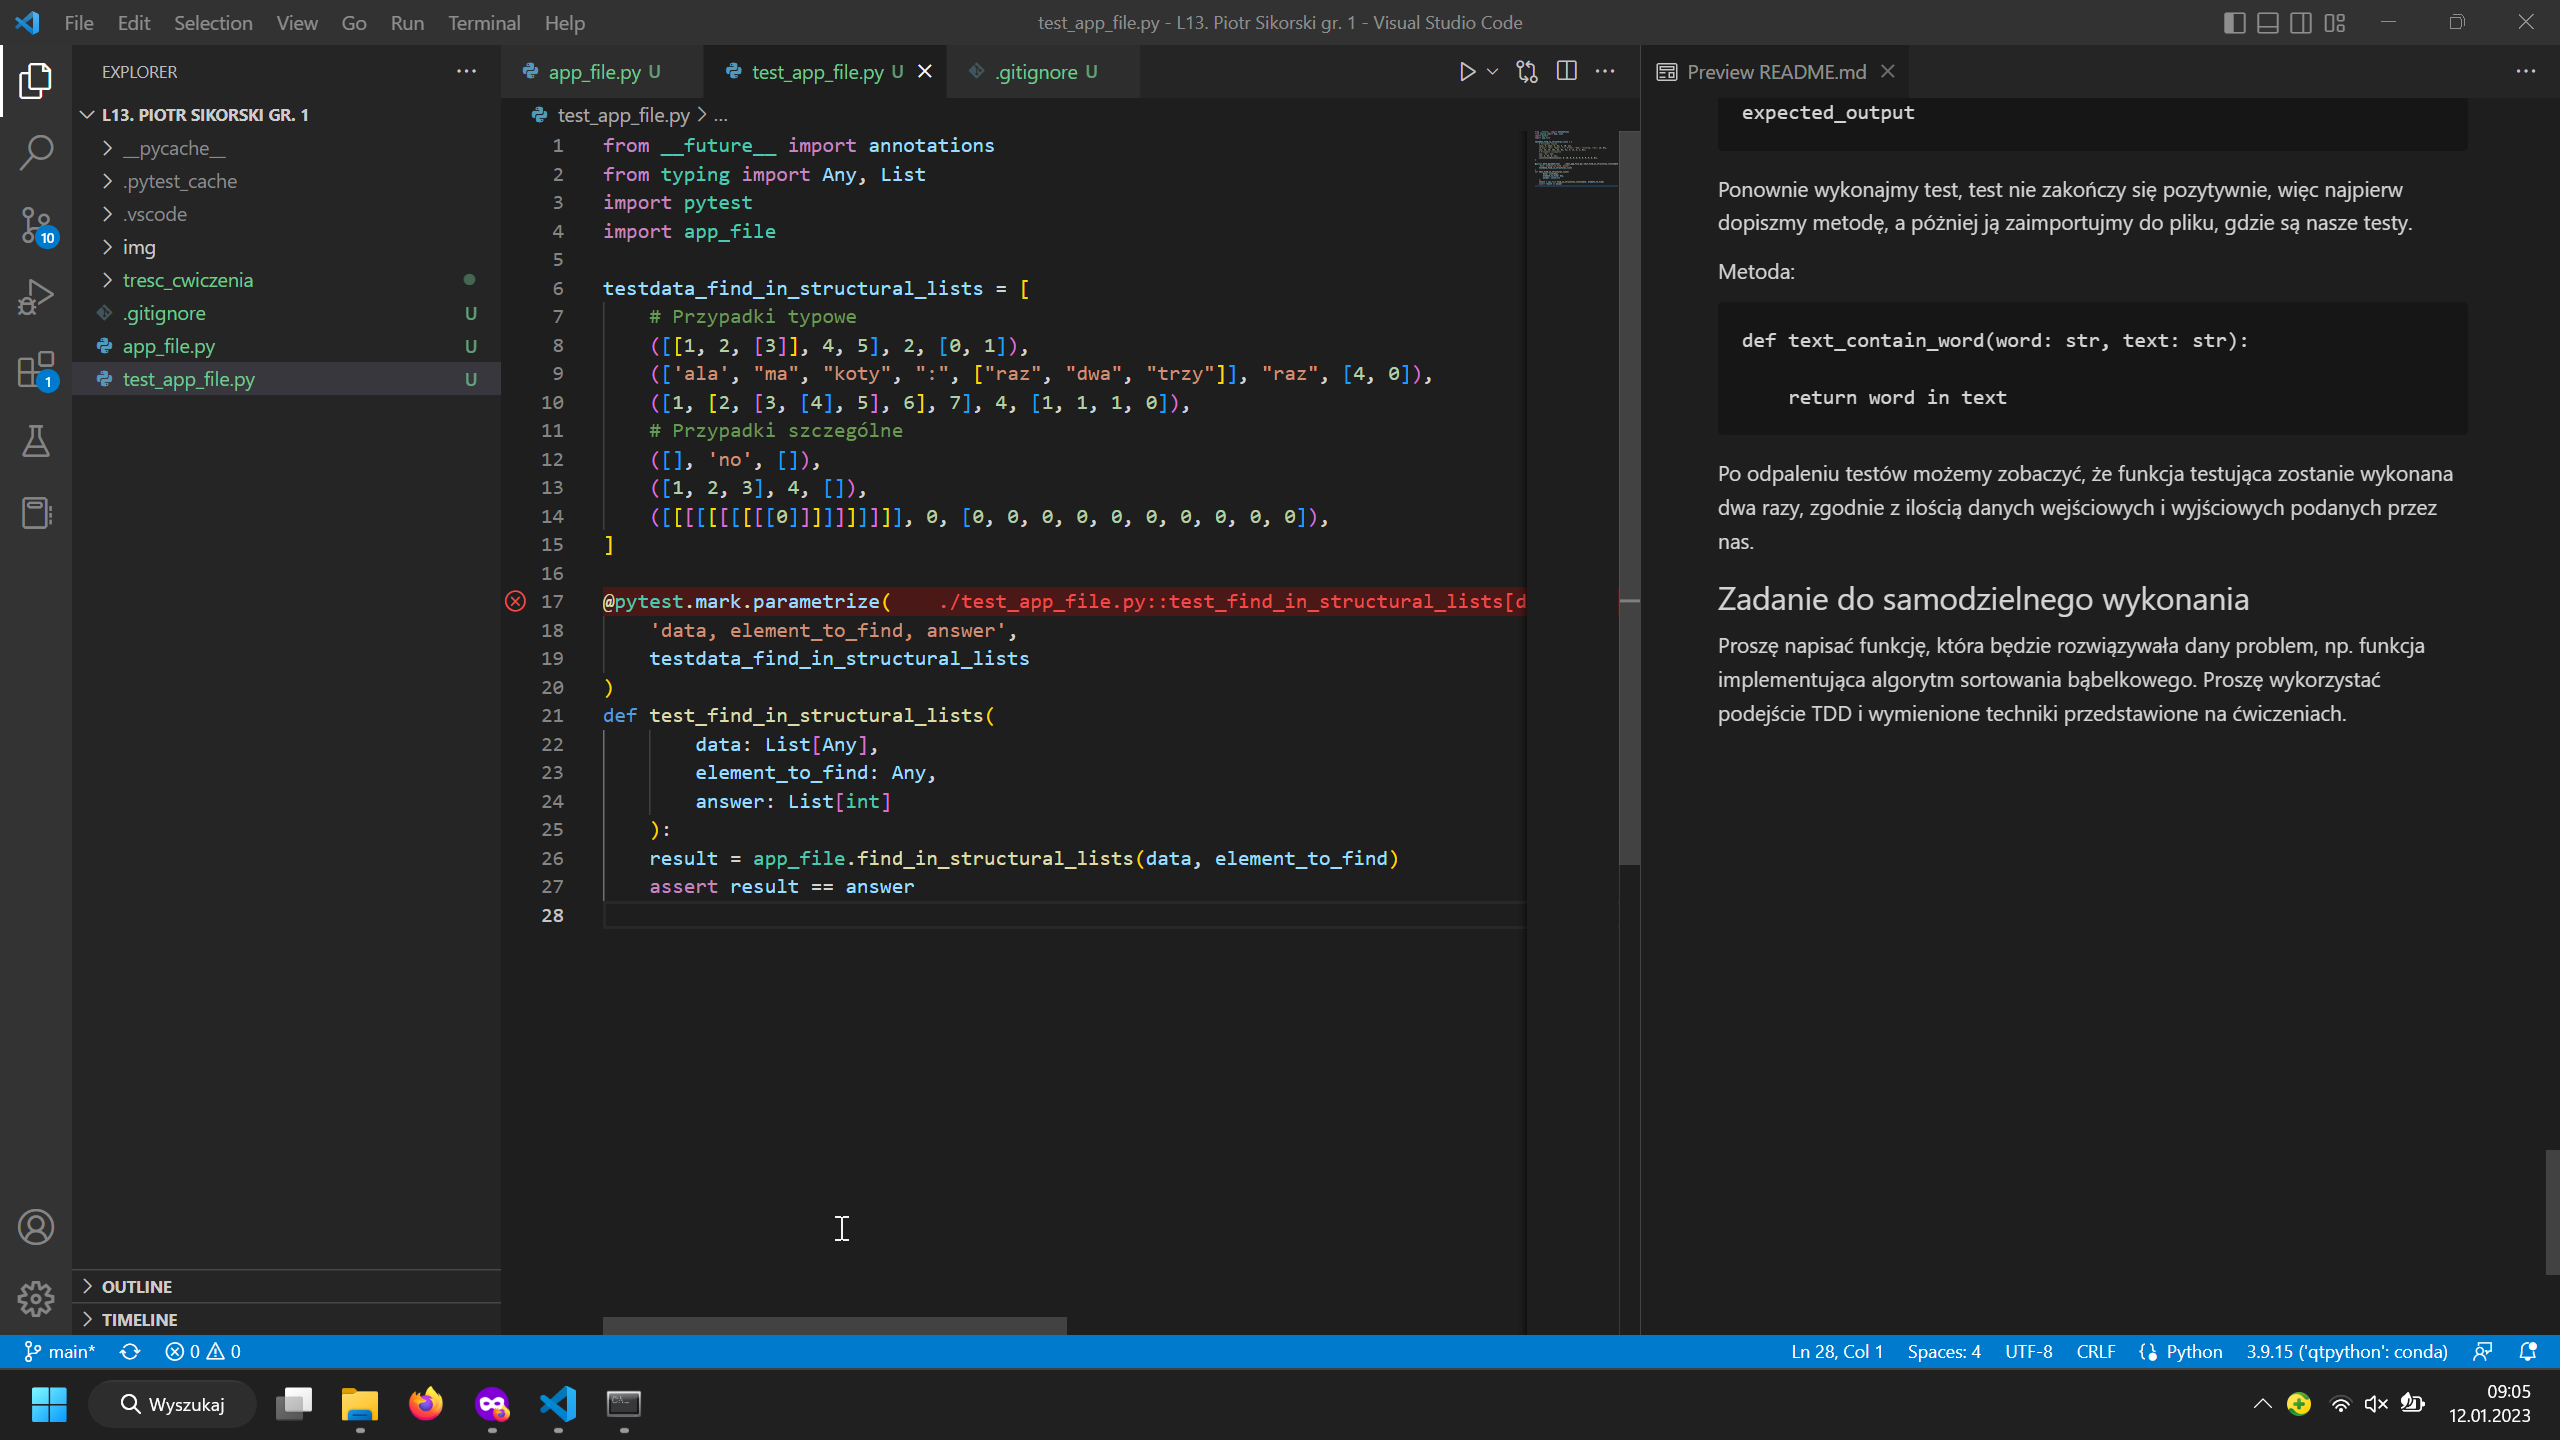 File Edit Selection View Go Run Terminal Help
test_app_file.py - L13. Piotr Sikorski gr. 1 - Visual Studio Code
EXPLORER
L13. PIOTR SIKORSKI GR. 1
__pycache__
.pytest_cache
.vscode
img
tresc_cwiczenia
.gitignore U
app_file.py U
test_app_file.py U
10
1
OUTLINE
TIMELINE
app_file.py U
test_app_file.py U
.gitignore U
test_app_file.py > ...
1 from __future__ import annotations
2 from typing import Any, List
3 import pytest
4 import app_file
5
6 testdata_find_in_structural_lists = [
7 # Przypadki typowe
8 ([[1, 2, [3]], 4, 5], 2, [0, 1]),
9 (['ala', "ma", "koty", ":", ["raz", "dwa", "trzy"]], "raz", [4, 0]),
10 ([1, [2, [3, [4], 5], 6], 7], 4, [1, 1, 1, 0]),
11 # Przypadki szczególne
12 ([], 'no', []),
13 ([1, 2, 3], 4, []),
14 ([[[[[[[[[[0]]]]]]]]]], 0, [0, 0, 0, 0, 0, 0, 0, 0, 0, 0]),
15 ]
16
17 @pytest.mark.parametrize( ./test_app_file.py::test_find_in_structural_lists[d
18 'data, element_to_find, answer',
19 testdata_find_in_structural_lists
20 )
21 def test_find_in_structural_lists(
22 data: List[Any],
23 element_to_find: Any,
24 answer: List[int]
25 ):
26 result = app_file.find_in_structural_lists(data, element_to_find)
27 assert result == answer
28
Preview README.md
expected_output
Ponownie wykonajmy test, test nie zakończy się pozytywnie, więc najpierw
dopiszmy metodę, a póżniej ją zaimportujmy do pliku, gdzie są nasze testy.
Metoda:
def text_contain_word(word: str, text: str):
return word in text
Po odpaleniu testów możemy zobaczyć, że funkcja testująca zostanie wykonana
dwa razy, zgodnie z ilością danych wejściowych i wyjściowych podanych przez
nas.
Zadanie do samodzielnego wykonania
Proszę napisać funkcję, która będzie rozwiązywała dany problem, np. funkcja
implementująca algorytm sortowania bąbelkowego. Proszę wykorzystać
podejście TDD i wymienione techniki przedstawione na ćwiczeniach.
main* 0 0
Ln 28, Col 1 Spaces: 4 UTF-8 CRLF Python 3.9.15 ('qtpython': conda)
Wyszukaj
09:05
12.01.2023